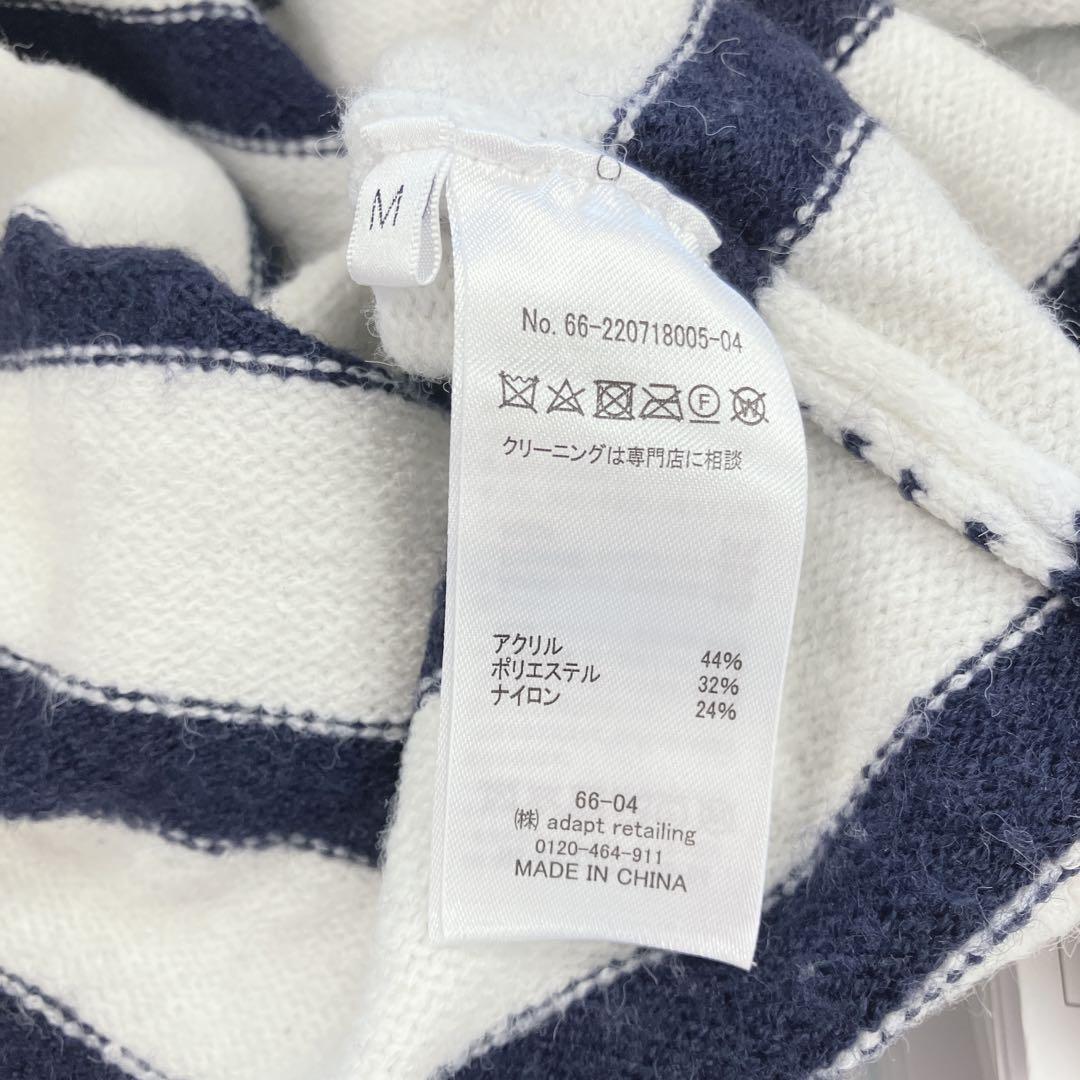 M
No. 66-220718005-04
F W
クリーニングは専門店に相談
アクリル 44%
ポリエステル 32%
ナイロン 24%
66-04
(株) adapt retailing
0120-464-911
MADE IN CHINA